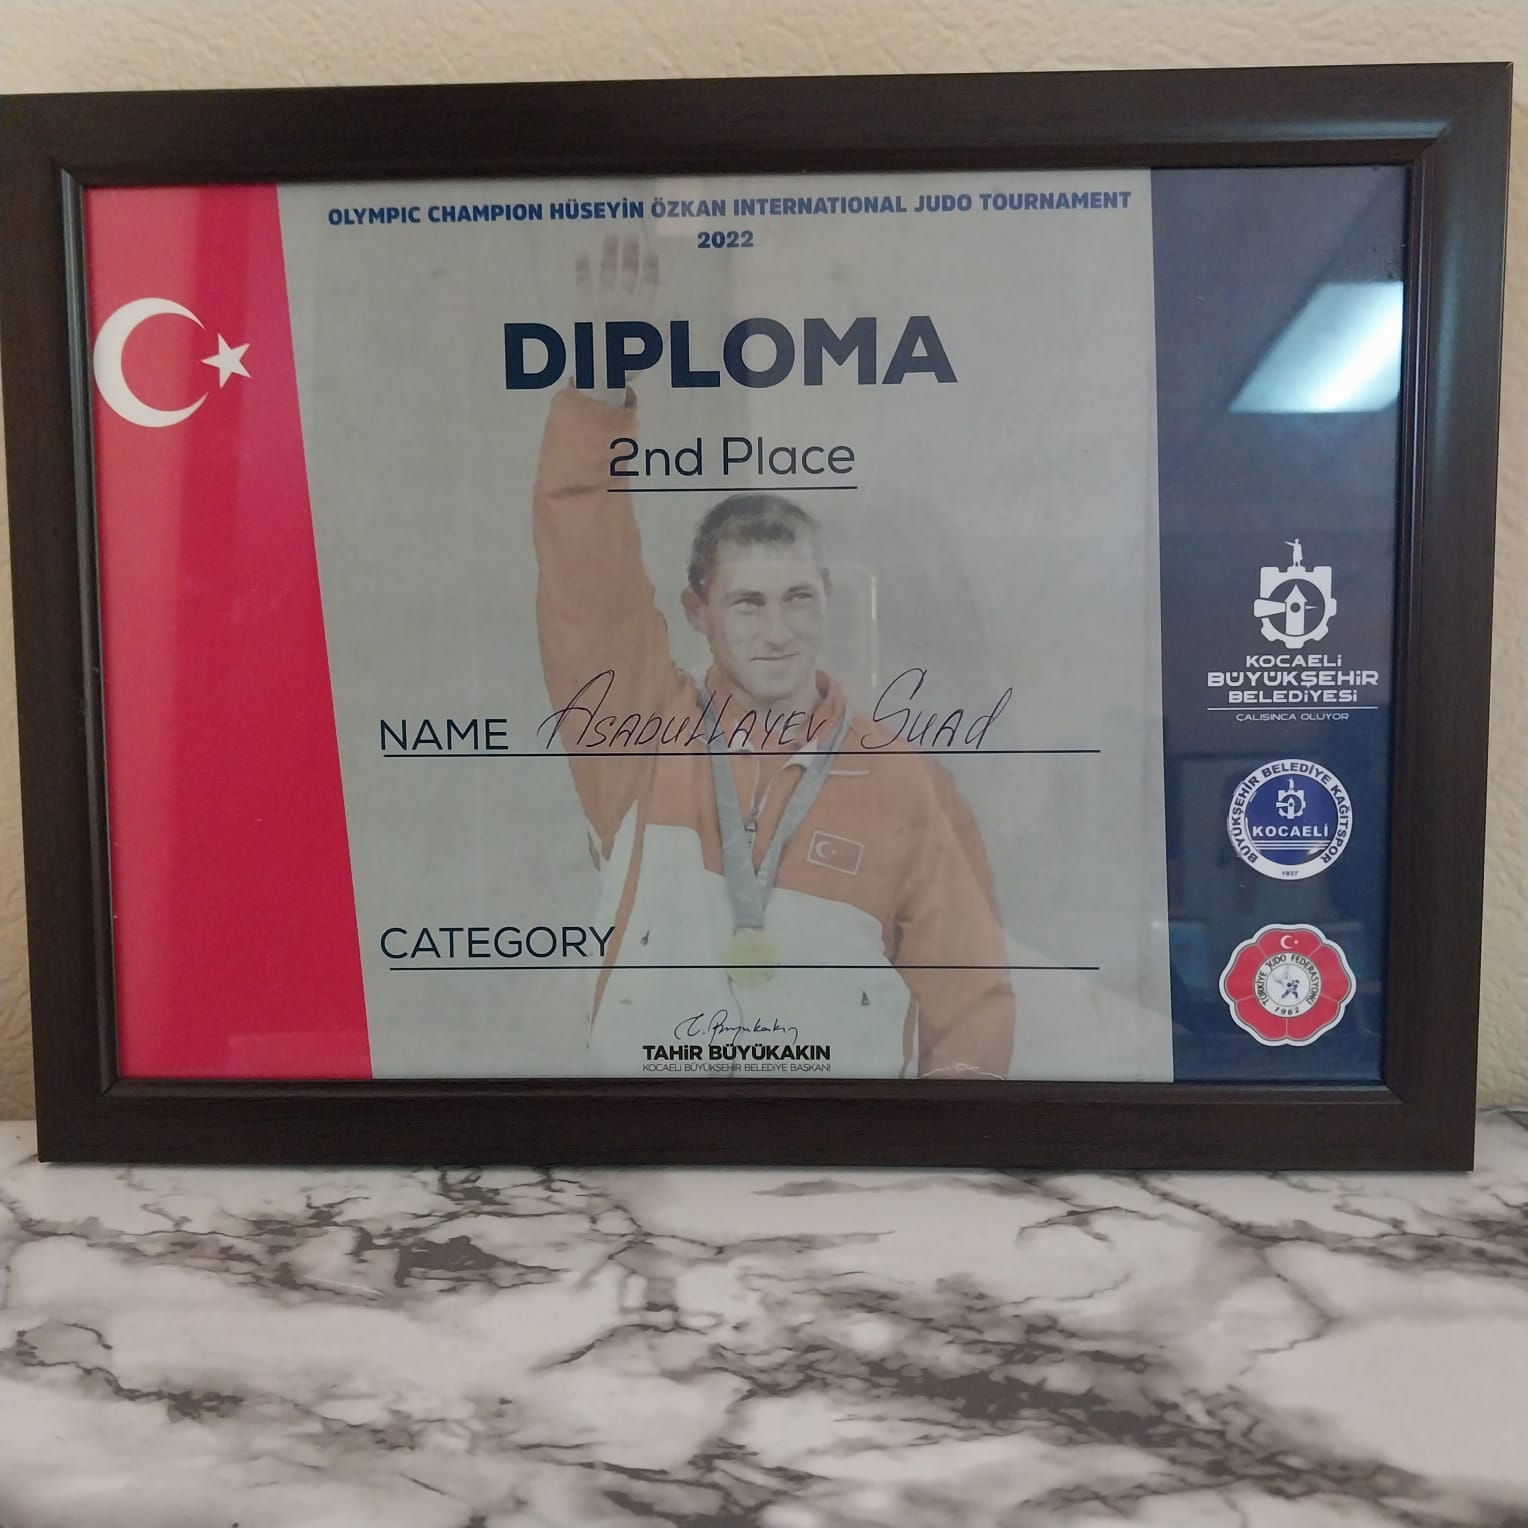 OLYMPIC CHAMPION HÜSEYİN ÖZKAN INTERNATIONAL JUDO TOURNAMENT
2022
DIPLOMA
2nd Place
NAME Asadullayev Suad
CATEGORY
TAHİR BÜYÜKAKIN
KOCAELİ BÜYÜKŞEHİR BELEDİYE BAŞKANI
KOCAELİ
BÜYÜKŞEHİR
BELEDİYESİ
ÇALIŞINCA OLUYOR
BÜYÜKŞEHİR BELEDİYE KAĞITSPOR
KOCAELİ
1937
TÜRKİYE JUDO FEDERASYONU
1962